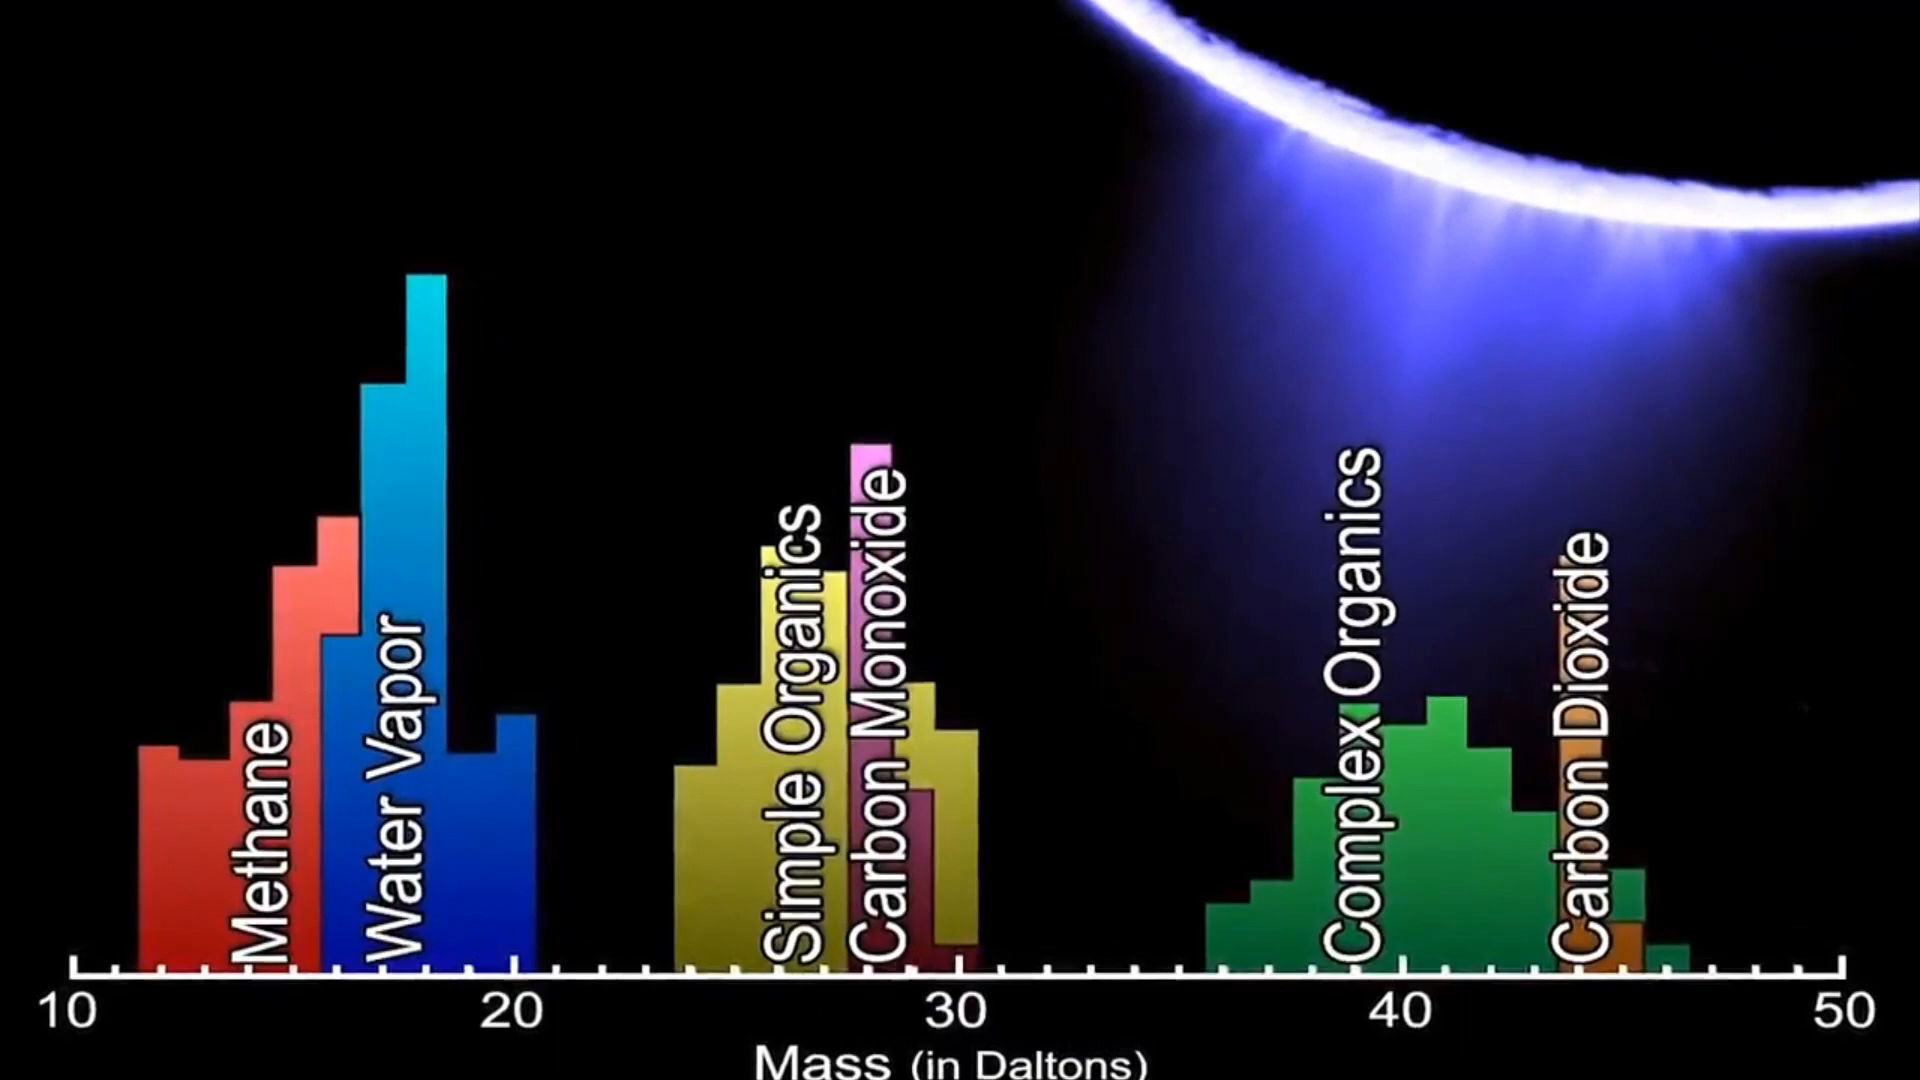 Methane
Water Vapor
Simple Organics
Carbon Monoxide
Complex Organics
Carbon Dioxide
10 20 30 40 50
Mass (in Daltons)